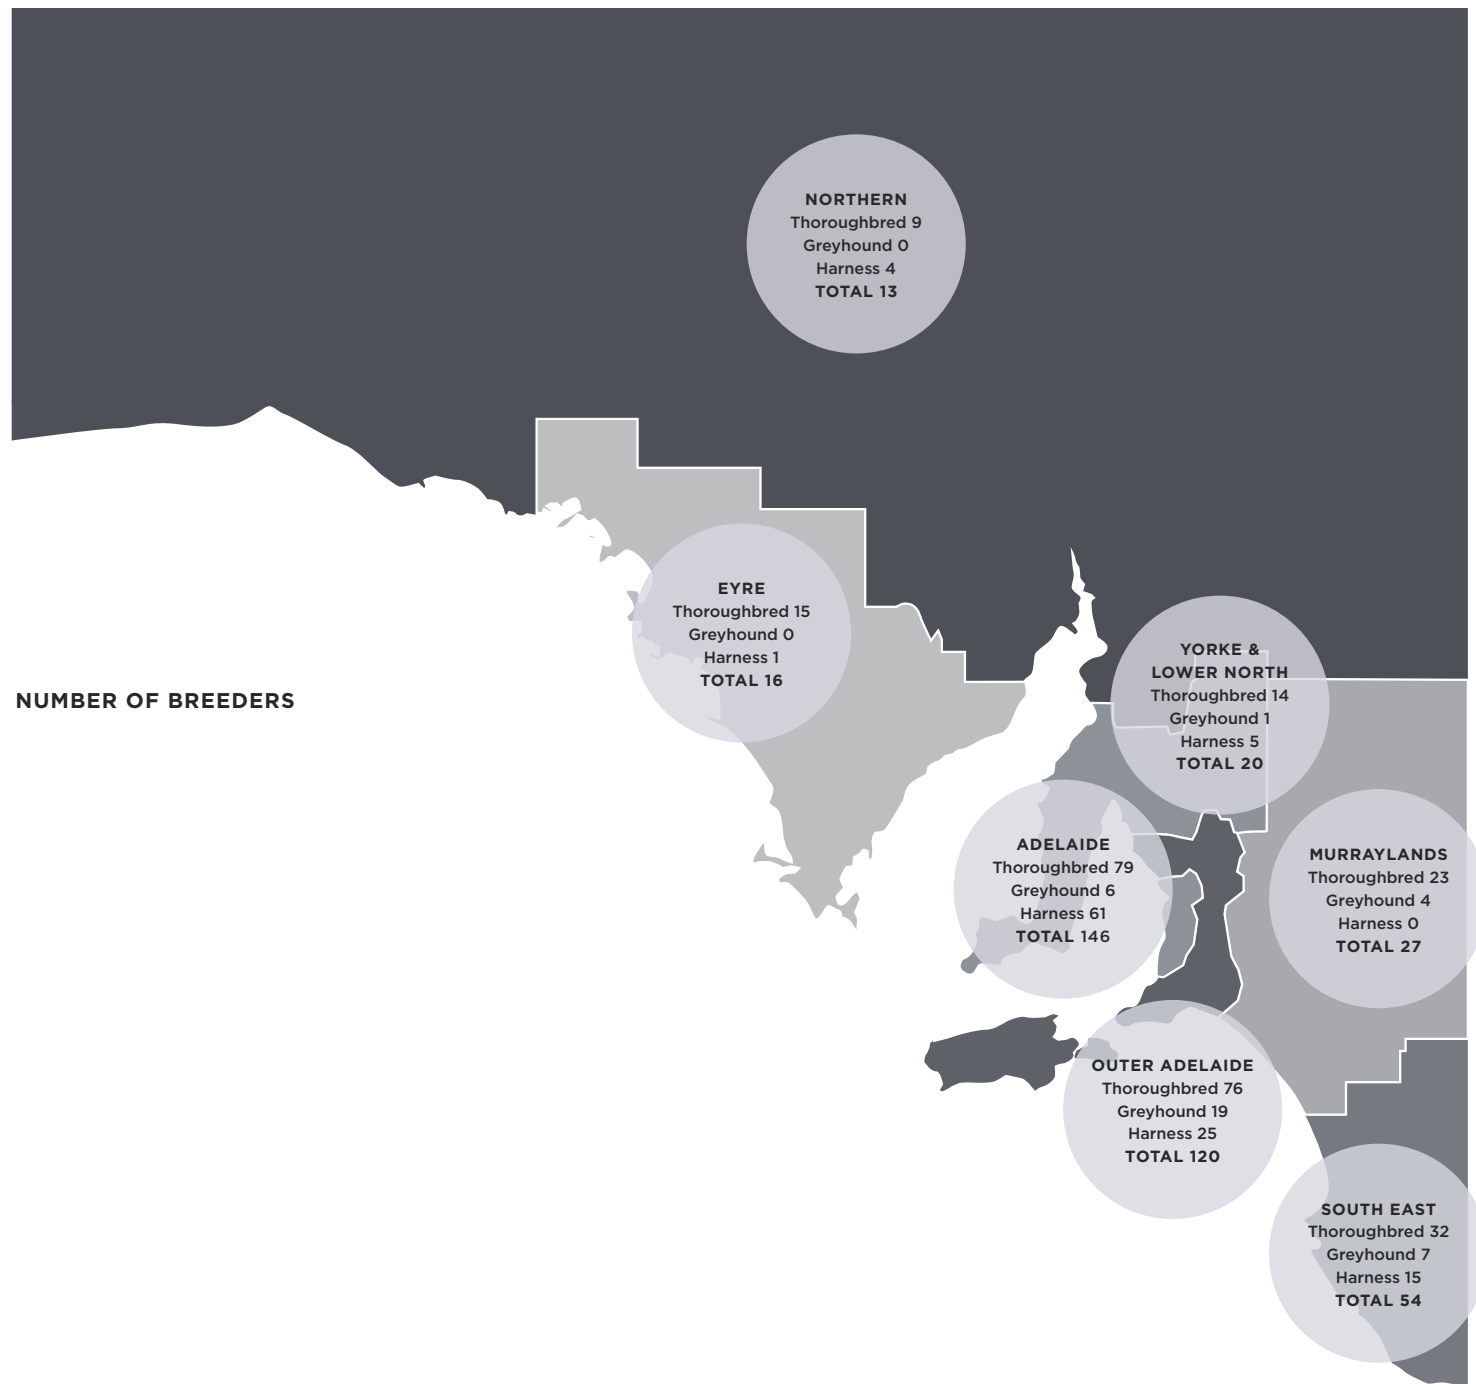 NORTHERN
Thoroughbred 9
Greyhound 0
Harness 4
TOTAL 13
EYRE
Thoroughbred 15
Greyhound 0
Harness 1
TOTAL 16
YORKE &
LOWER NORTH
Thoroughbred 14
Greyhound 1
Harness 5
TOTAL 20
NUMBER OF BREEDERS
ADELAIDE
Thoroughbred 79
Greyhound 6
Harness 61
TOTAL 146
MURRAYLANDS
Thoroughbred 23
Greyhound 4
Harness 0
TOTAL 27
OUTER ADELAIDE
Thoroughbred 76
Greyhound 19
Harness 25
TOTAL 120
SOUTH EAST
Thoroughbred 32
Greyhound 7
Harness 15
TOTAL 54